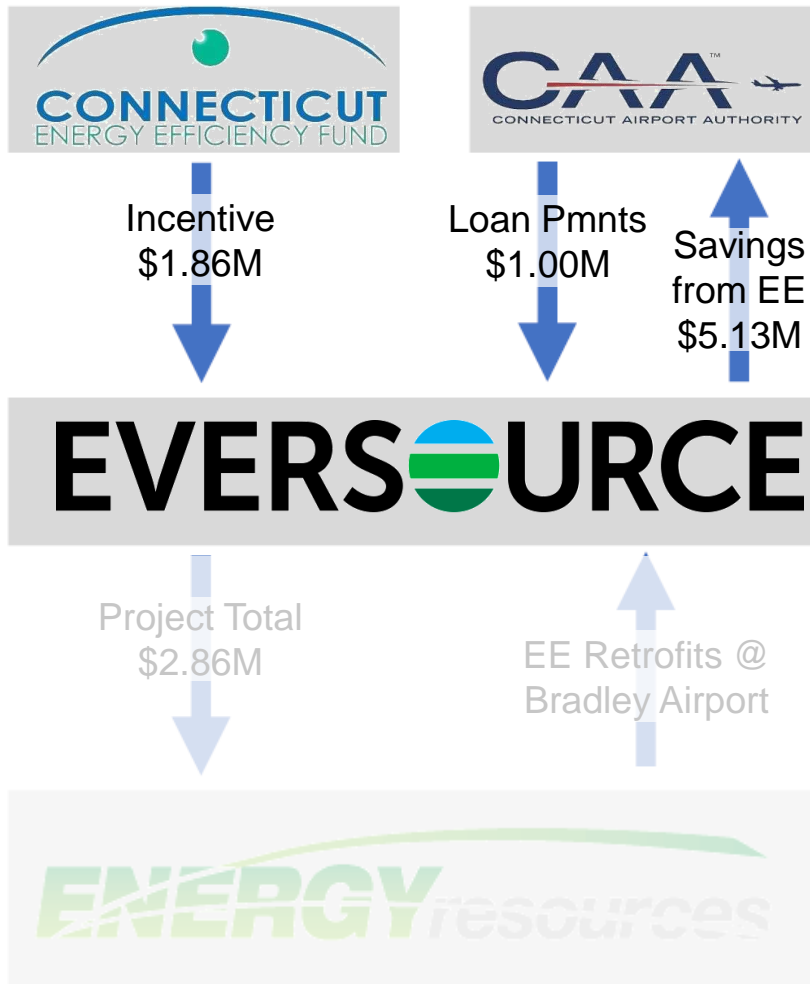 CONNECTICUT
ENERGY EFFICIENCY FUND
CAA™
CONNECTICUT AIRPORT AUTHORITY
Incentive
$1.86M
Loan Pmnts
$1.00M
Savings
from EE
$5.13M
EVERSOURCE
Project Total
$2.86M
EE Retrofits @
Bradley Airport
ENERGYresources